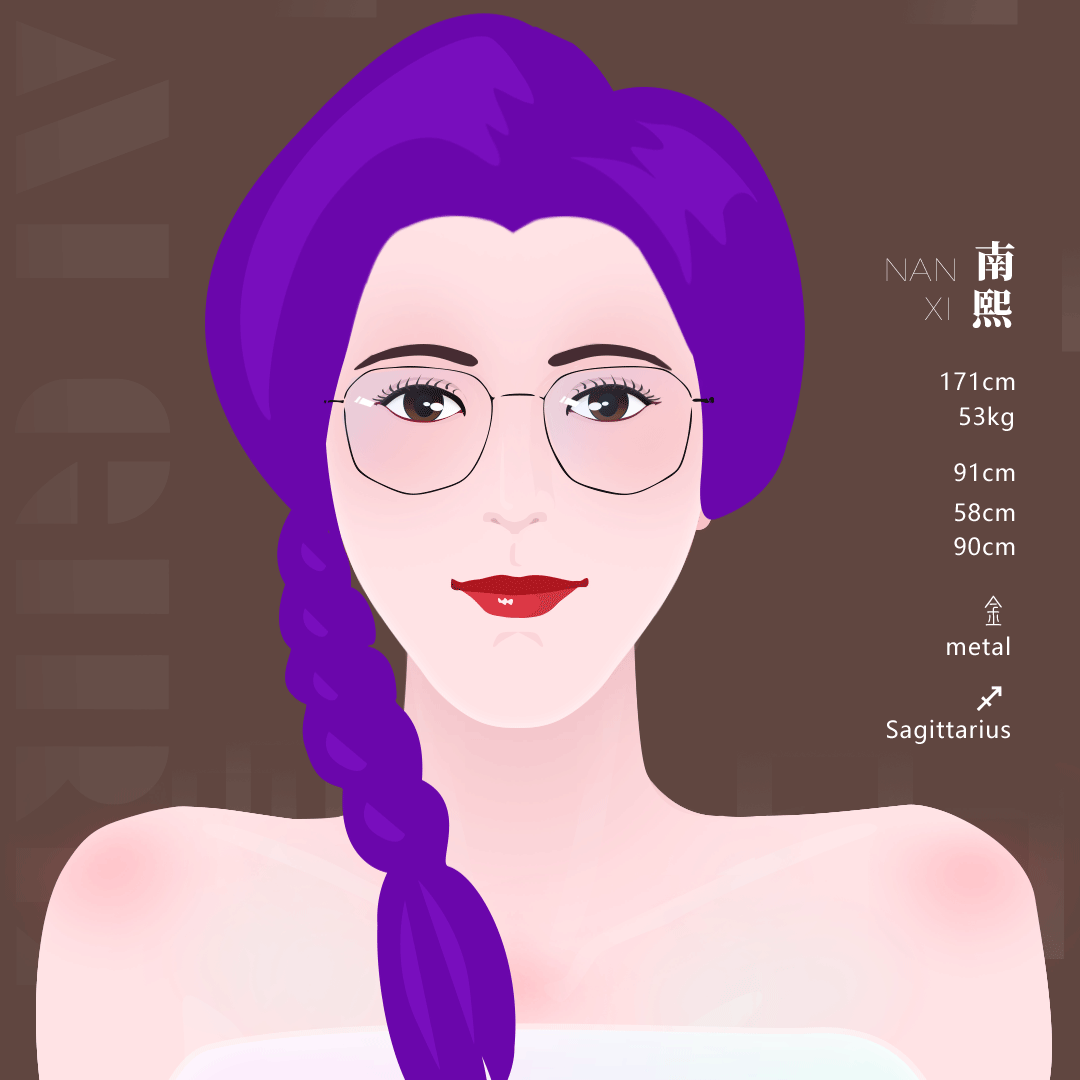 南熙
NAN
XI
171cm
53kg
91cm
58cm
90cm
金
metal
Sagittarius